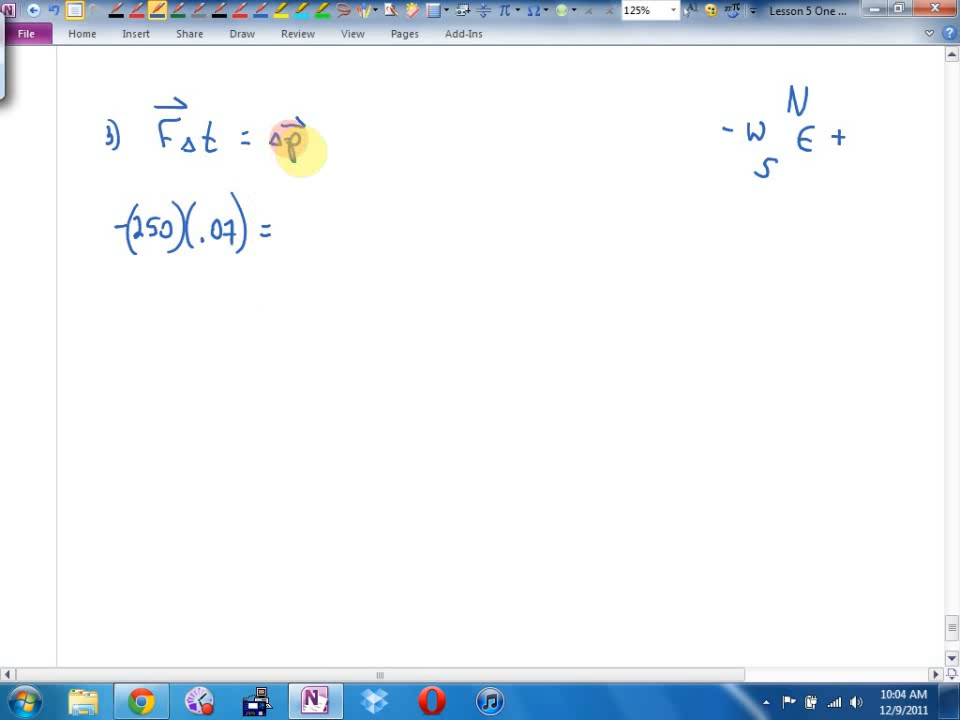 125%
Lesson 5 One ...
File Home Insert Share Draw Review View Pages Add-Ins
N
- W E +
S
3) F Δt = Δp
-(250)(.07) =
10:04 AM
12/9/2011